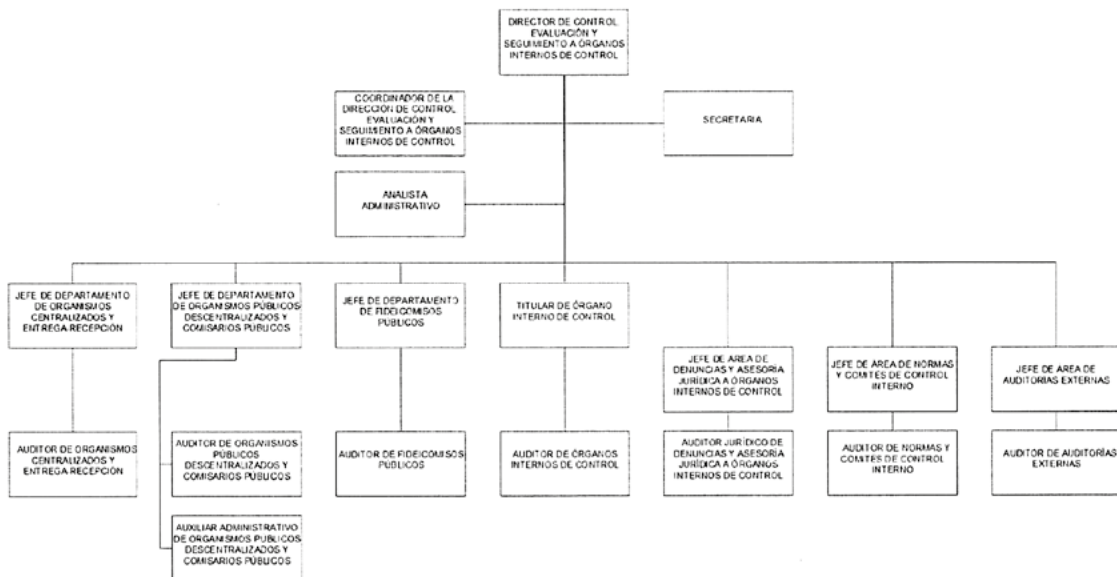 DIRECTOR DE CONTROL
EVALUACIÓN Y
SEGUIMIENTO A ÓRGANOS
INTERNOS DE CONTROL
COORDINADOR DE LA
DIRECCIÓN DE CONTROL
EVALUACIÓN Y
SEGUIMIENTO A ÓRGANOS
INTERNOS DE CONTROL
SECRETARIA
ANALISTA
ADMINISTRATIVO
JEFE DE DEPARTAMENTO
DE ORGANISMOS
CENTRALIZADOS Y
ENTREGA RECEPCIÓN
JEFE DE DEPARTAMENTO
DE ORGANISMOS PÚBLICOS
DESCENTRALIZADOS Y
COMISARIOS PÚBLICOS
JEFE DE DEPARTAMENTO
DE FIDEICOMISOS
PÚBLICOS
TITULAR DE ÓRGANO
INTERNO DE CONTROL
JEFE DE AREA DE
DENUNCIAS Y ASESORIA
JURÍDICA A ÓRGANOS
INTERNOS DE CONTROL
JEFE DE ÁREA DE NORMAS
Y COMITÉS DE CONTROL
INTERNO
JEFE DE ÁREA DE
AUDITORÍAS EXTERNAS
AUDITOR DE ORGANISMOS
CENTRALIZADOS Y
ENTREGA RECEPCIÓN
AUDITOR DE ORGANISMOS
PÚBLICOS
DESCENTRALIZADOS Y
COMISARIOS PÚBLICOS
AUDITOR DE FIDEICOMISOS
PÚBLICOS
AUDITOR DE ÓRGANOS
INTERNOS DE CONTROL
AUDITOR JURÍDICO DE
DENUNCIAS Y ASESORÍA
JURÍDICA A ÓRGANOS
INTERNOS DE CONTROL
AUDITOR DE NORMAS Y
COMITES DE CONTROL
INTERNO
AUDITOR DE AUDITORÍAS
EXTERNAS
AUXILIAR ADMINISTRATIVO
DE ORGANISMOS PUBLICOS
DESCENTRALIZADOS Y
COMISARIOS PÚBLICOS